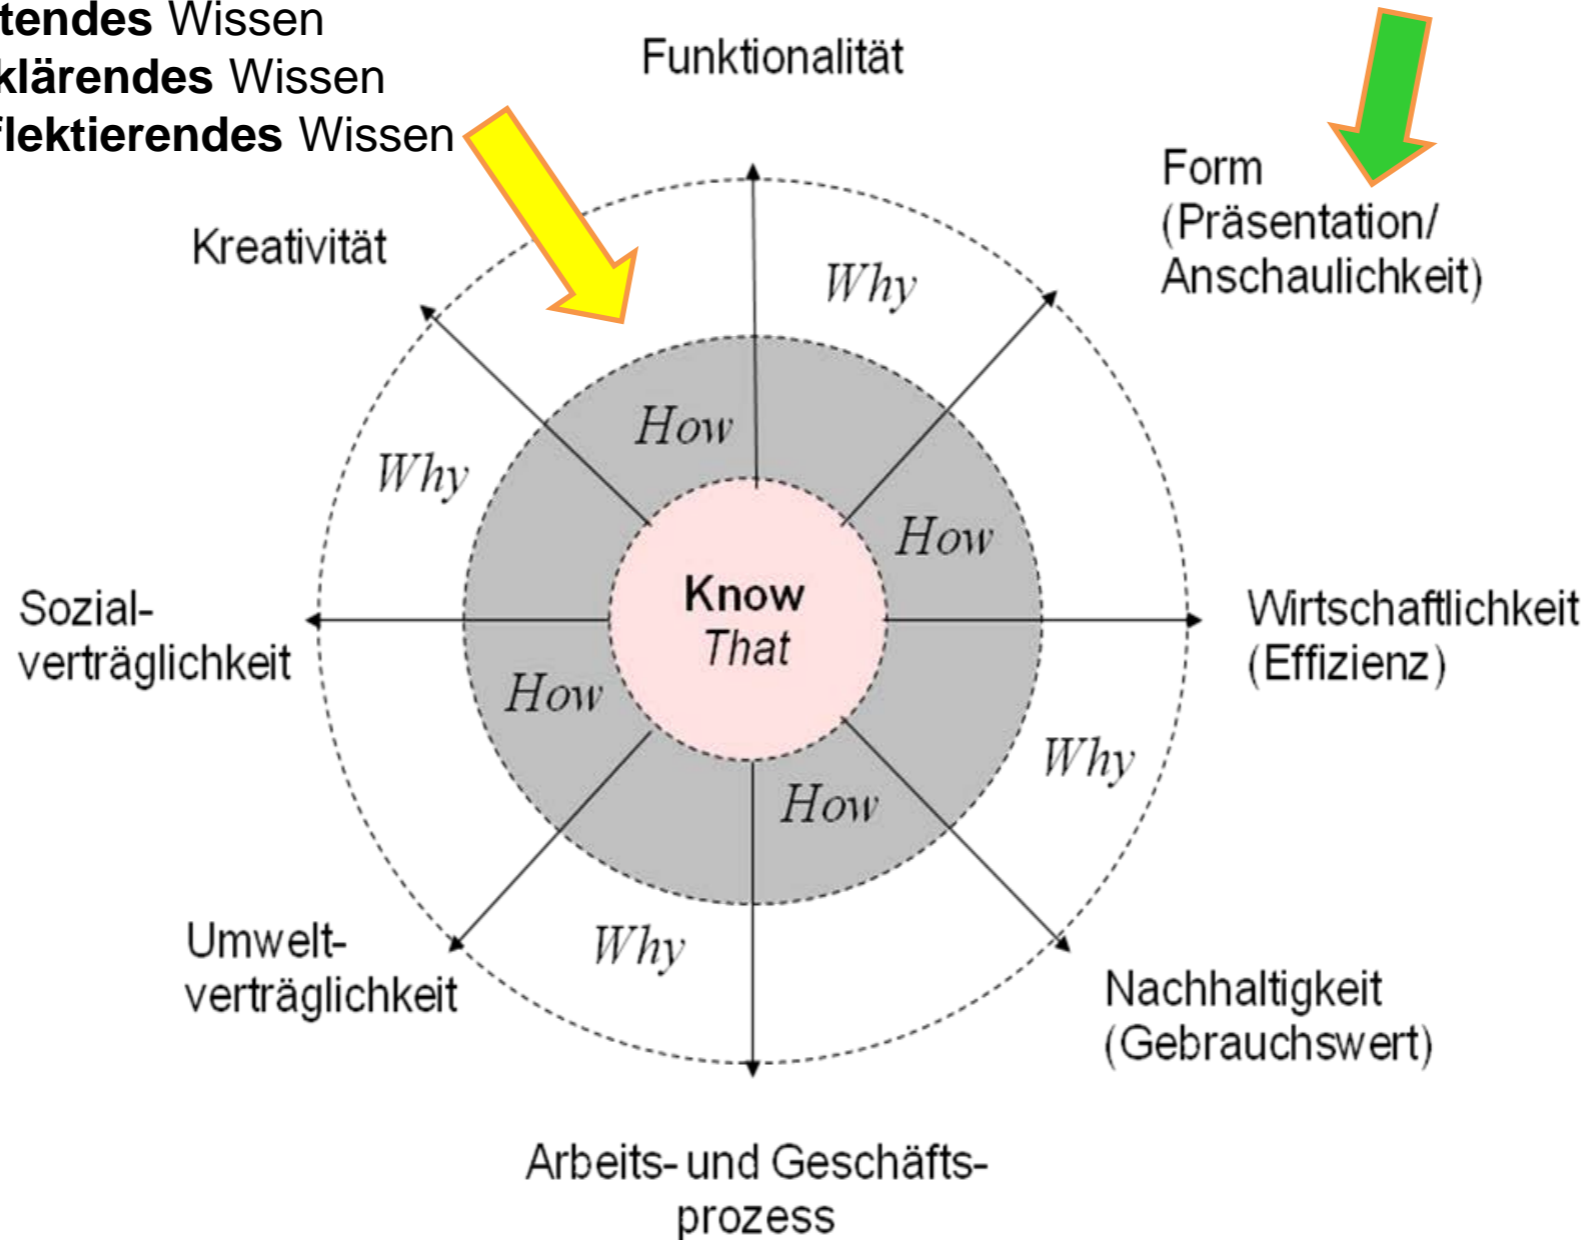 tendes Wissen
klärendes Wissen
flektierendes Wissen
Funktionalität
Form
(Präsentation/
Anschaulichkeit)
Kreativität
Why
How
Why
How
Know
That
Sozial-
verträglichkeit
Wirtschaftlichkeit
(Effizienz)
How
Why
How
Why
Umwelt-
verträglichkeit
Nachhaltigkeit
(Gebrauchswert)
Arbeits- und Geschäfts-
prozess